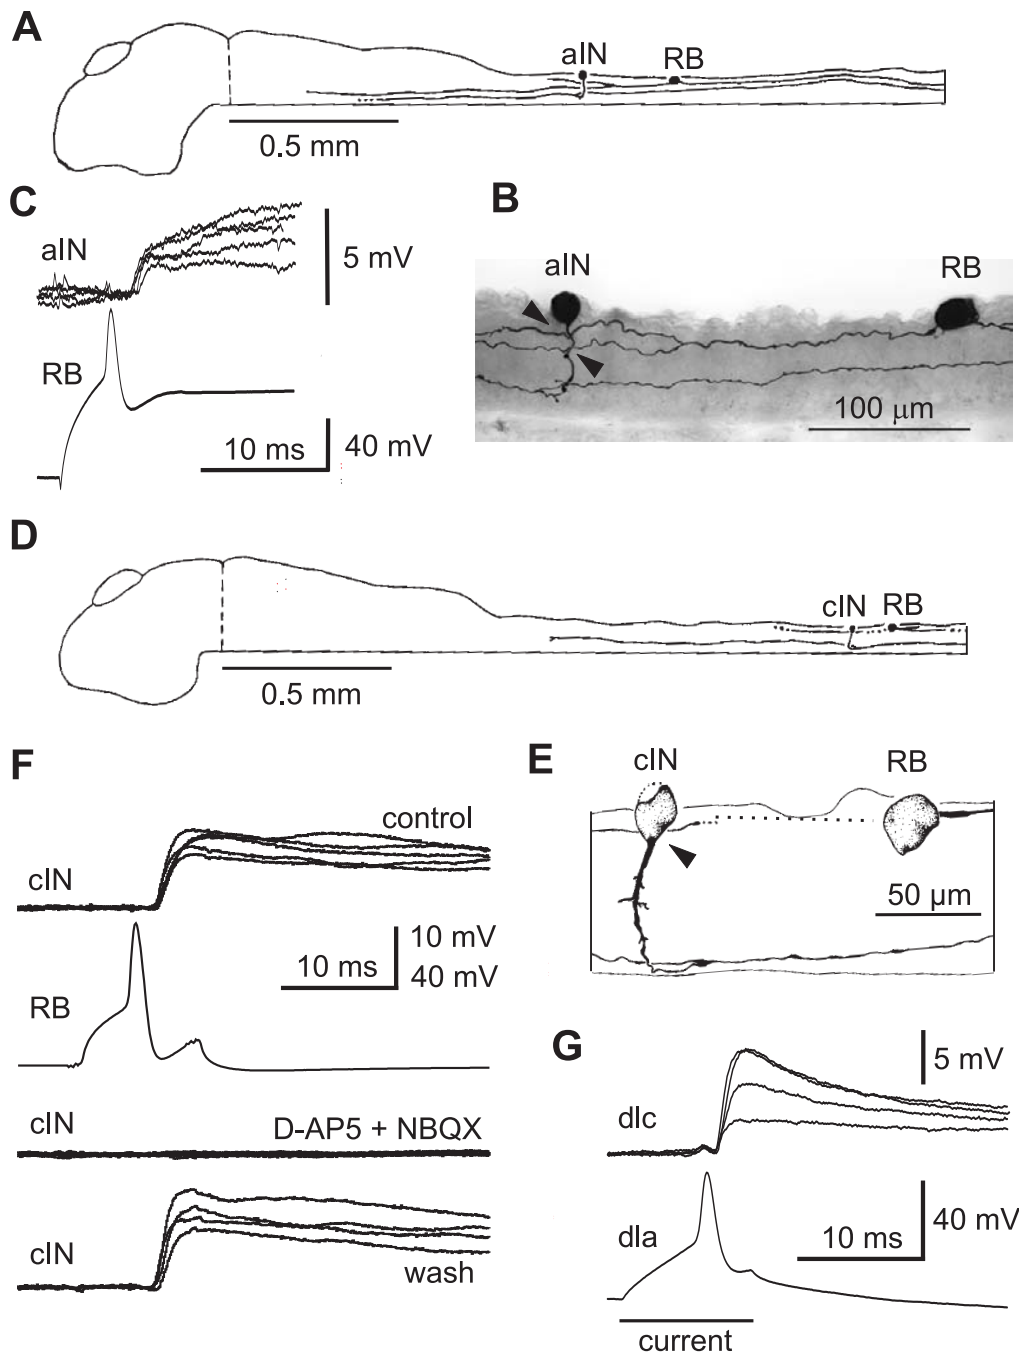 A
aIN
RB
0.5 mm
C
aIN
5 mV
RB
10 ms
40 mV
B
aIN
RB
100 µm
D
cIN
RB
0.5 mm
F
control
cIN
10 mV
10 ms
40 mV
RB
cIN
D-AP5 + NBQX
cIN
wash
E
cIN
RB
50 µm
G
5 mV
dlc
40 mV
dla
10 ms
current